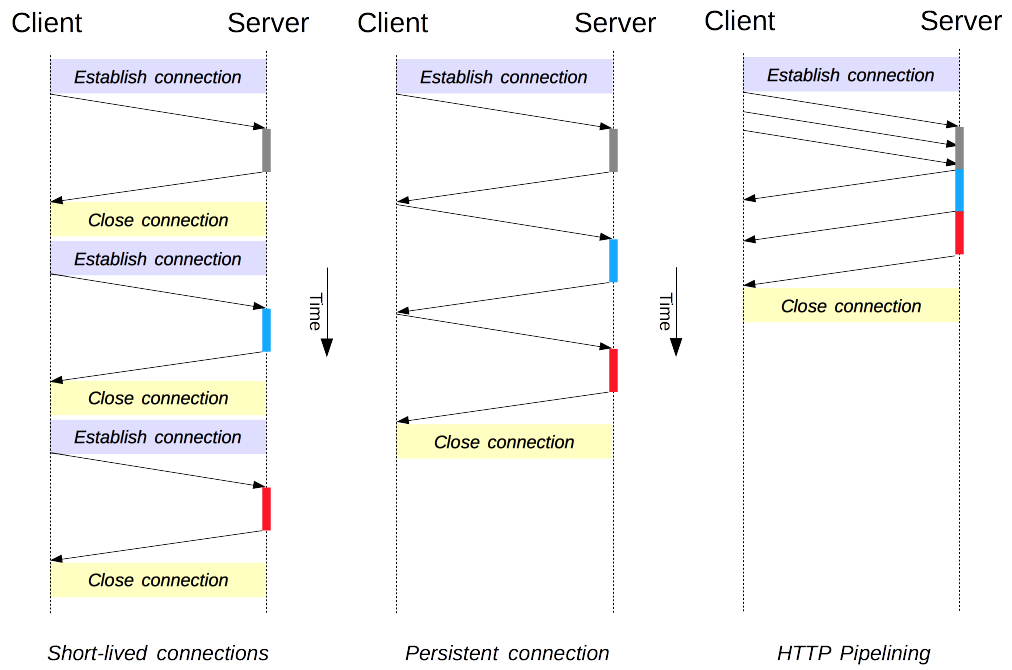 Client
Server
Establish connection
Close connection
Establish connection
Close connection
Establish connection
Close connection
Short-lived connections
Time
Client
Server
Establish connection
Close connection
Persistent connection
Time
Client
Server
Establish connection
Close connection
HTTP Pipelining